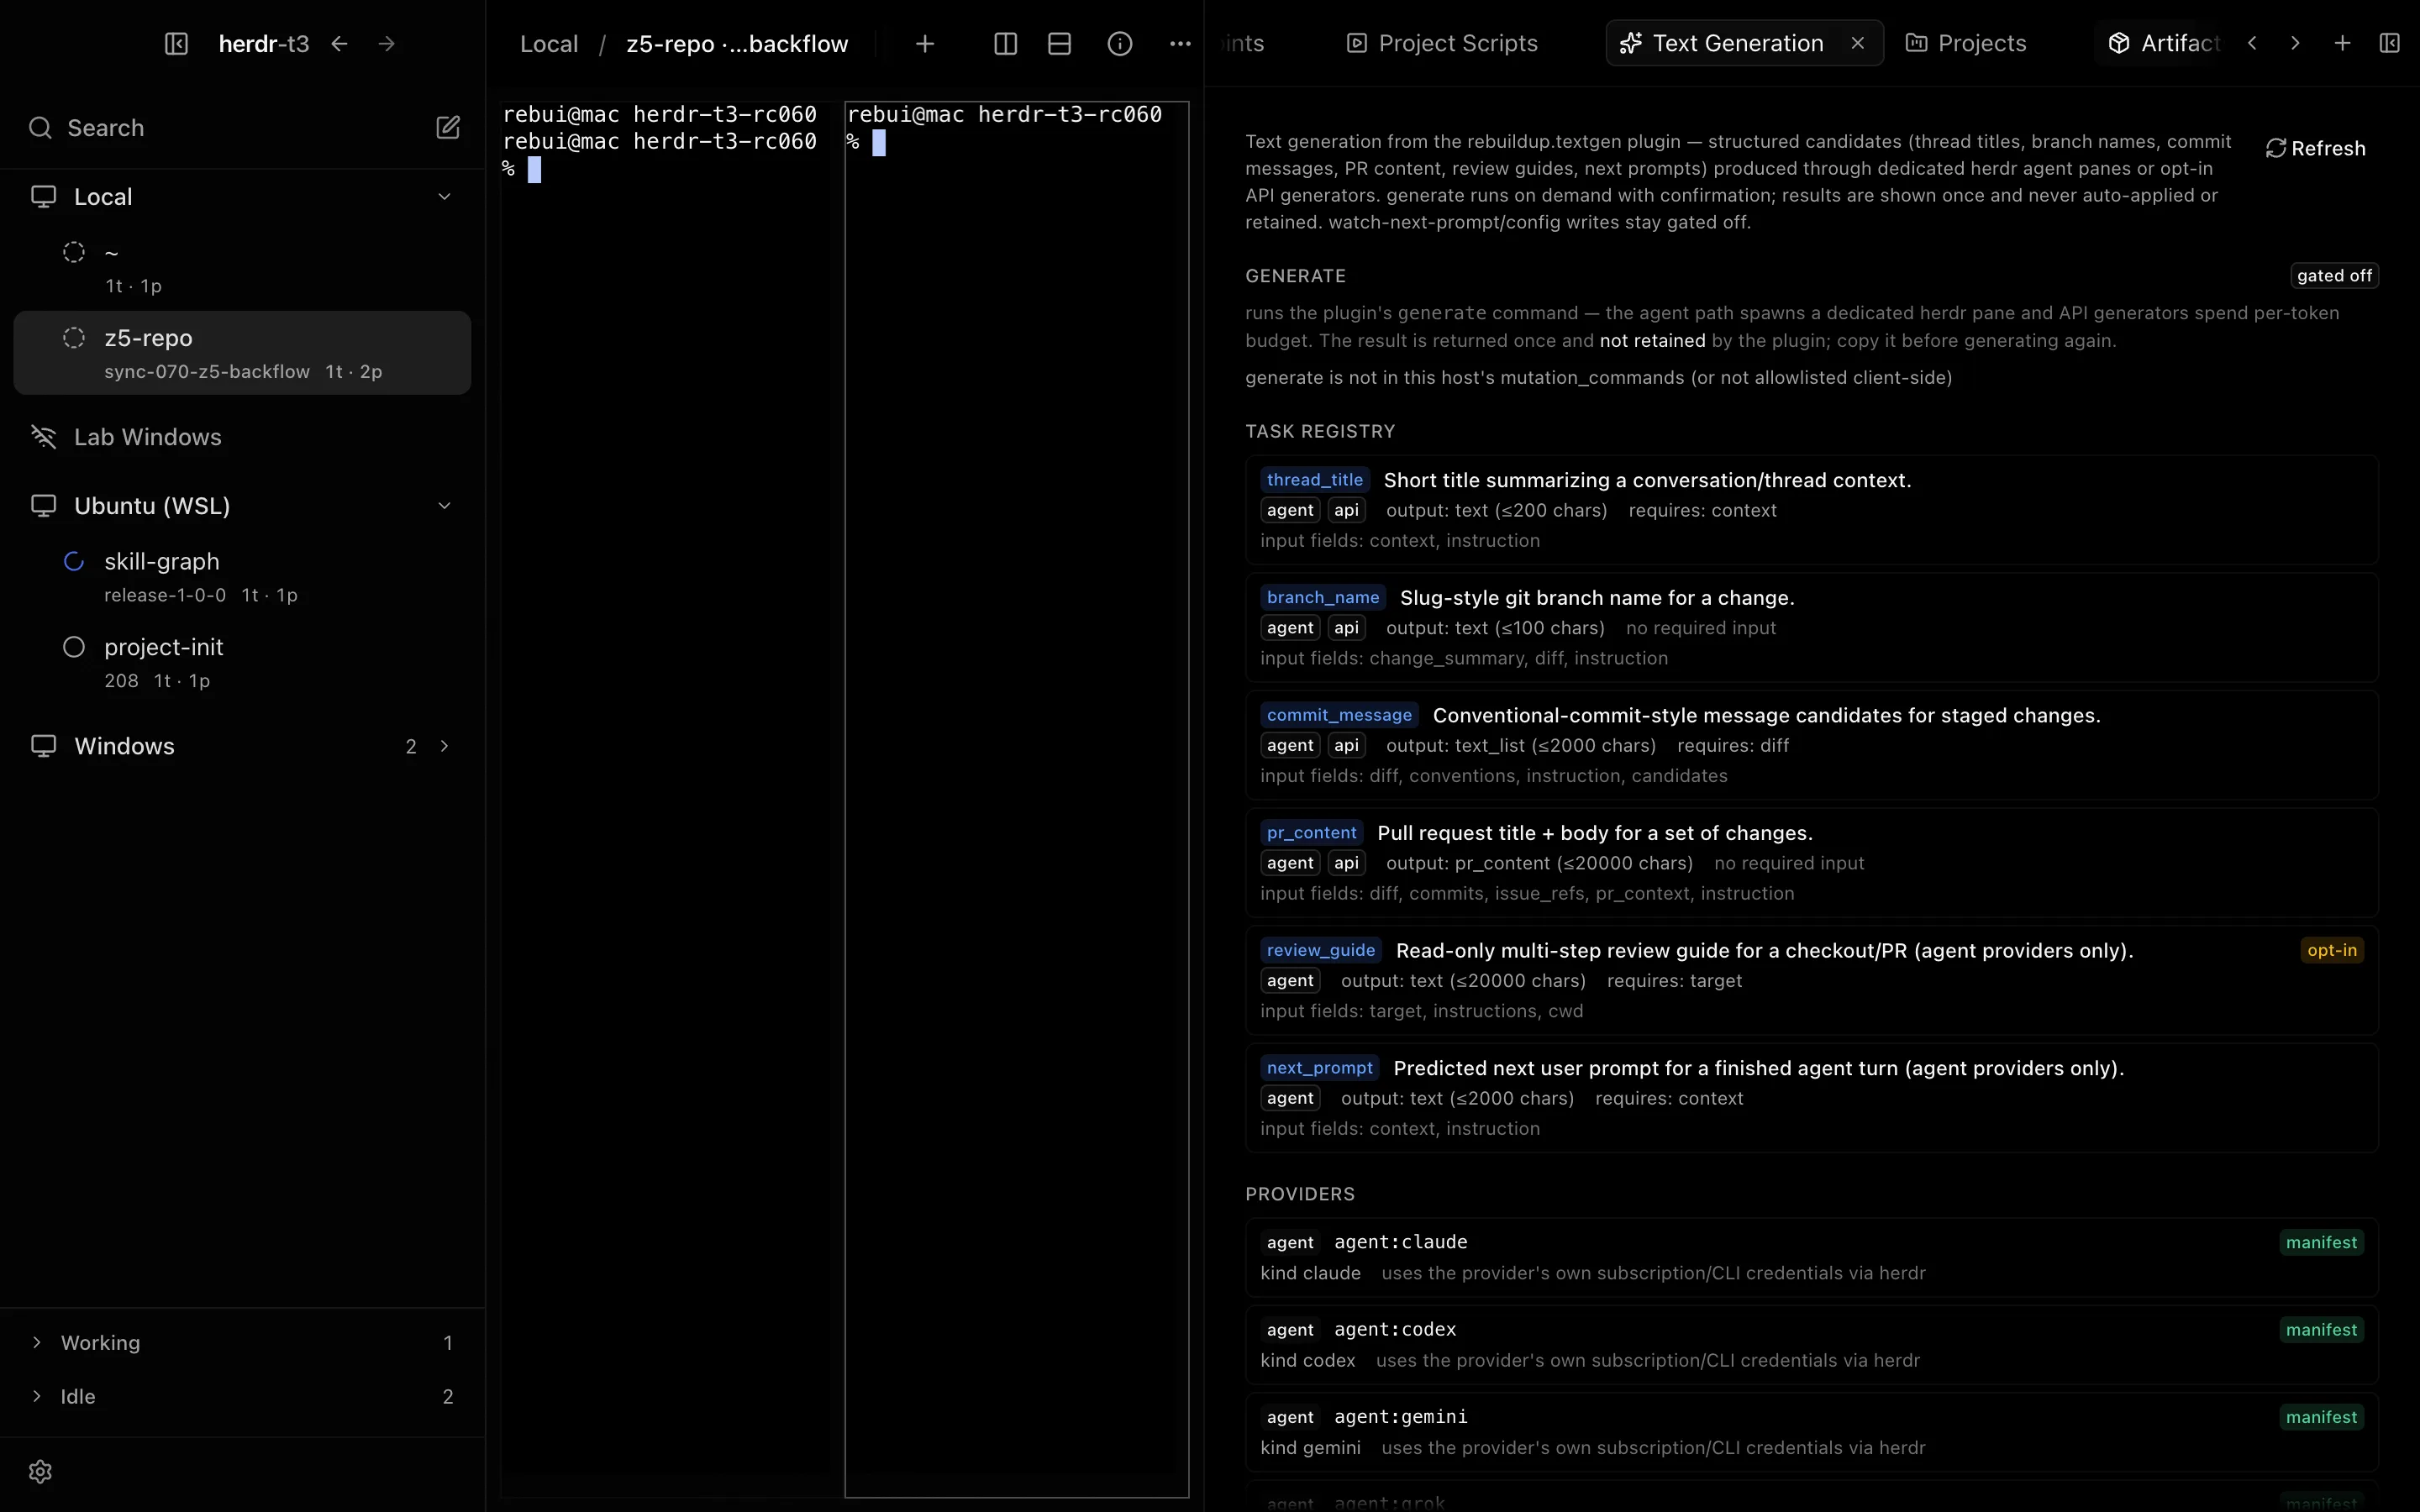 herdr-t3
Search
Local
~
1t · 1p
z5-repo
sync-070-z5-backflow 1t · 2p
Lab Windows
Ubuntu (WSL)
skill-graph
release-1-0-0 1t · 1p
project-init
208 1t · 1p
Windows 2
Working 1
Idle 2
Local / z5-repo ·...backflow
rebui@mac herdr-t3-rc060
rebui@mac herdr-t3-rc060
%
rebui@mac herdr-t3-rc060
%
ints
Project Scripts
Text Generation
Projects
Artifact
Text generation from the rebuildup.textgen plugin — structured candidates (thread titles, branch names, commit
messages, PR content, review guides, next prompts) produced through dedicated herdr agent panes or opt-in
API generators. generate runs on demand with confirmation; results are shown once and never auto-applied or
retained. watch-next-prompt/config writes stay gated off.
Refresh
GENERATE
gated off
runs the plugin's generate command — the agent path spawns a dedicated herdr pane and API generators spend per-token
budget. The result is returned once and not retained by the plugin; copy it before generating again.
generate is not in this host's mutation_commands (or not allowlisted client-side)
TASK REGISTRY
thread_title Short title summarizing a conversation/thread context.
agent api output: text (≤200 chars) requires: context
input fields: context, instruction
branch_name Slug-style git branch name for a change.
agent api output: text (≤100 chars) no required input
input fields: change_summary, diff, instruction
commit_message Conventional-commit-style message candidates for staged changes.
agent api output: text_list (≤2000 chars) requires: diff
input fields: diff, conventions, instruction, candidates
pr_content Pull request title + body for a set of changes.
agent api output: pr_content (≤20000 chars) no required input
input fields: diff, commits, issue_refs, pr_context, instruction
review_guide Read-only multi-step review guide for a checkout/PR (agent providers only). opt-in
agent output: text (≤20000 chars) requires: target
input fields: target, instructions, cwd
next_prompt Predicted next user prompt for a finished agent turn (agent providers only).
agent output: text (≤2000 chars) requires: context
input fields: context, instruction
PROVIDERS
agent agent:claude manifest
kind claude uses the provider's own subscription/CLI credentials via herdr
agent agent:codex manifest
kind codex uses the provider's own subscription/CLI credentials via herdr
agent agent:gemini manifest
kind gemini uses the provider's own subscription/CLI credentials via herdr
agent agent:grok manifest